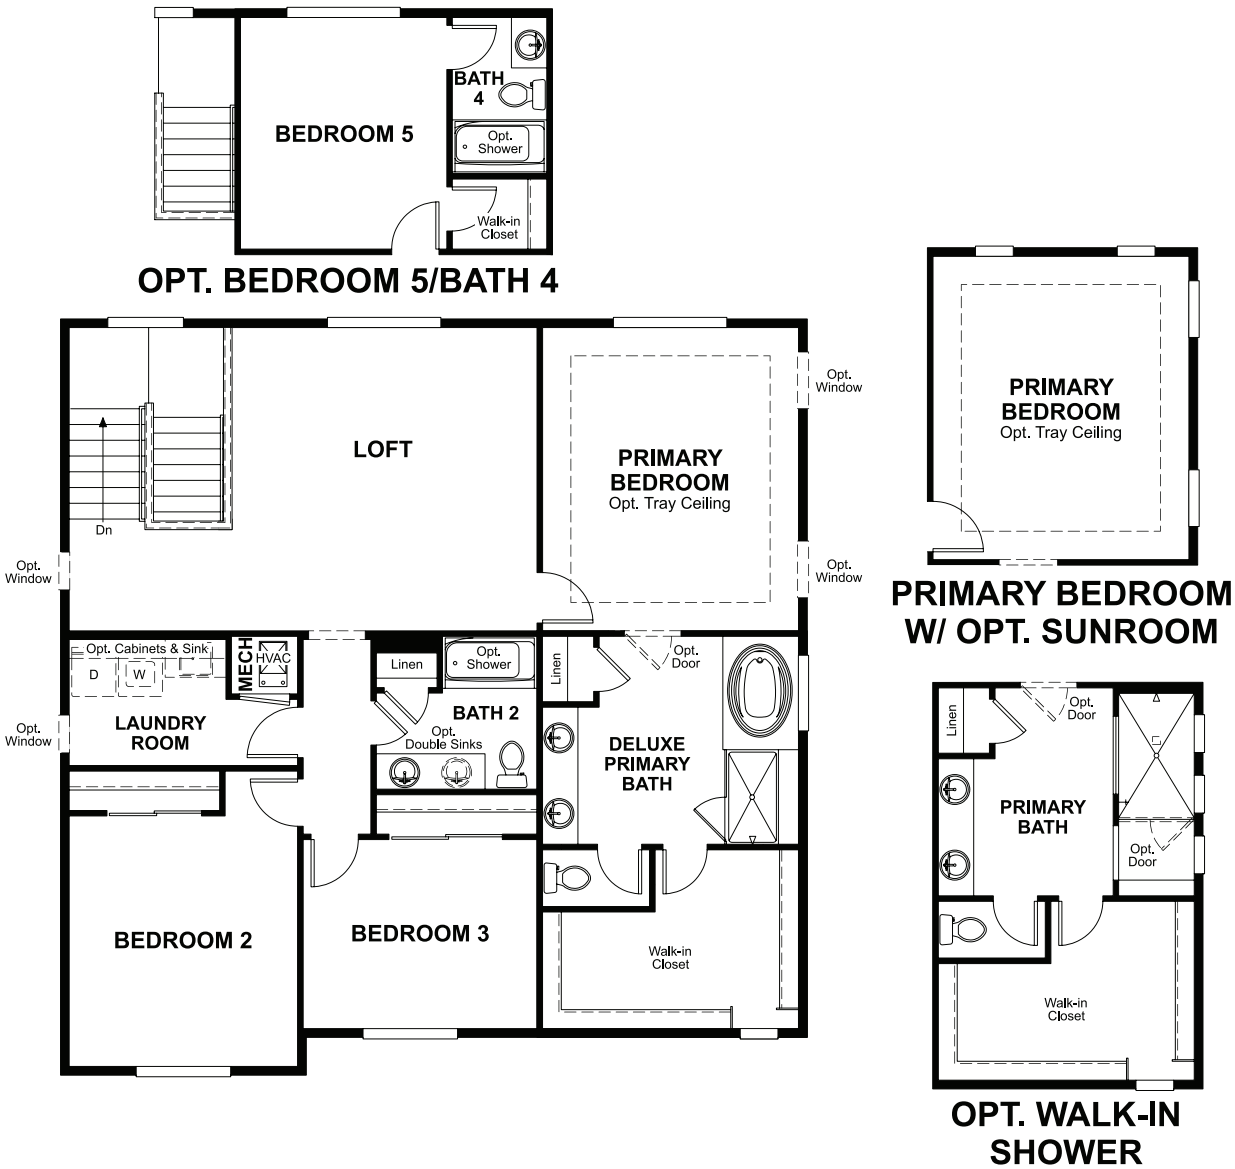 BEDROOM 5
BATH
4
Opt.
Shower
Walk-in
Closet
OPT. BEDROOM 5/BATH 4
LOFT
Dn
Opt.
Window
PRIMARY
BEDROOM
Opt. Tray Ceiling
Opt.
Window
Opt.
Window
Opt. Cabinets & Sink
D
W
MECH
HVAC
LAUNDRY
ROOM
Opt.
Window
Linen
Opt.
Shower
BATH 2
Opt.
Double Sinks
Linen
Opt.
Door
DELUXE
PRIMARY
BATH
BEDROOM 2
BEDROOM 3
Walk-in
Closet
PRIMARY
BEDROOM
Opt. Tray Ceiling
PRIMARY BEDROOM
W/ OPT. SUNROOM
Linen
Opt.
Door
PRIMARY
BATH
Opt.
Door
Walk-in
Closet
OPT. WALK-IN
SHOWER